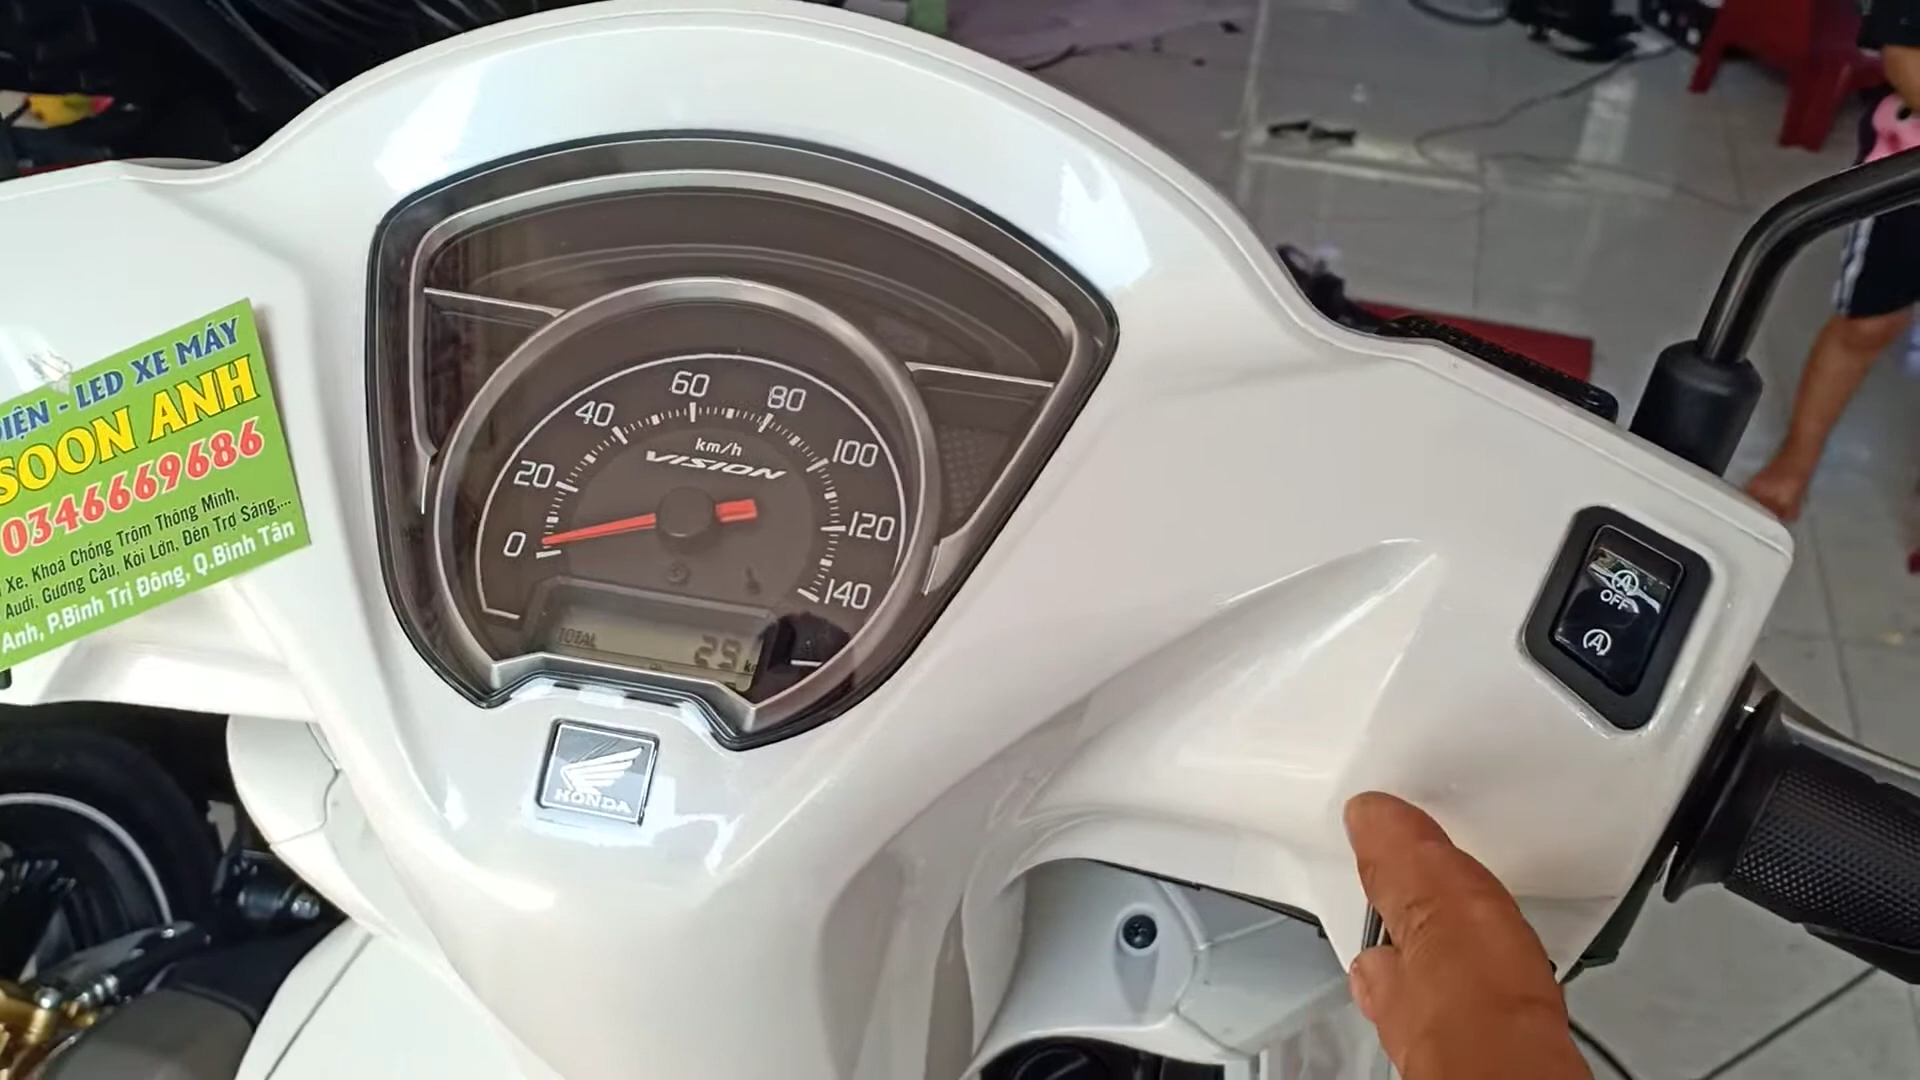 ĐIỆN - LED XE MÁY
SOON ANH
0346669686
Xe, Khoá Chống Trộm Thông Minh,
Audi, Gương Cầu, Kòi Lớn, Đèn Trợ Sáng,...
Anh, P.Bình Trị Đông, Q.Bình Tân
0
20
40
60
80
100
120
140
km/h
VISION
TOTAL
29
HONDA
A
OFF
A